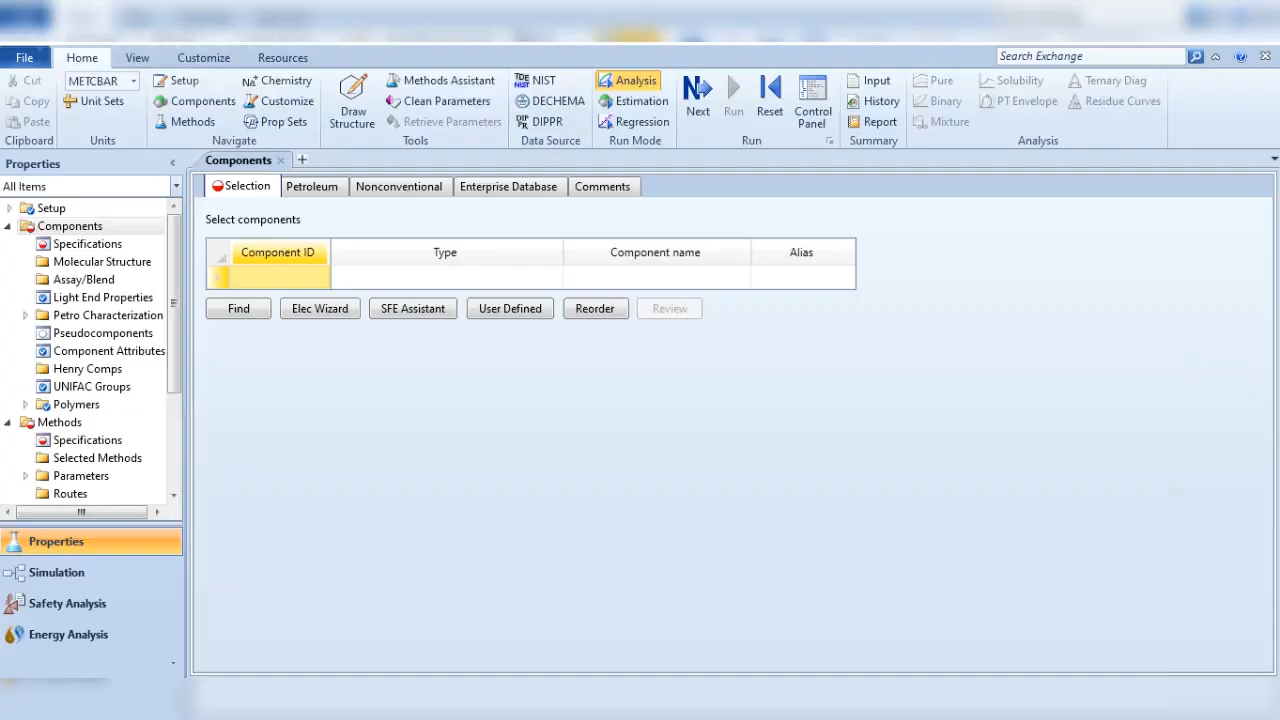 File Home View Customize Resources Search Exchange
Cut METCBAR Setup Chemistry Methods Assistant NIST Analysis Input Pure Solubility Ternary Diag
Copy Unit Sets Components Customize Clean Parameters DECHEMA Estimation History Binary PT Envelope Residue Curves
Paste Methods Prop Sets Draw Structure Retrieve Parameters DIPPR Regression Next Run Reset Control Panel Report Mixture
Clipboard Units Navigate Tools Data Source Run Mode Run Summary Analysis
Properties
All Items
Setup
Components
Specifications
Molecular Structure
Assay/Blend
Light End Properties
Petro Characterization
Pseudocomponents
Component Attributes
Henry Comps
UNIFAC Groups
Polymers
Methods
Specifications
Selected Methods
Parameters
Routes
Properties
Simulation
Safety Analysis
Energy Analysis
Components
Selection Petroleum Nonconventional Enterprise Database Comments
Select components
Component ID Type Component name Alias
Find Elec Wizard SFE Assistant User Defined Reorder Review